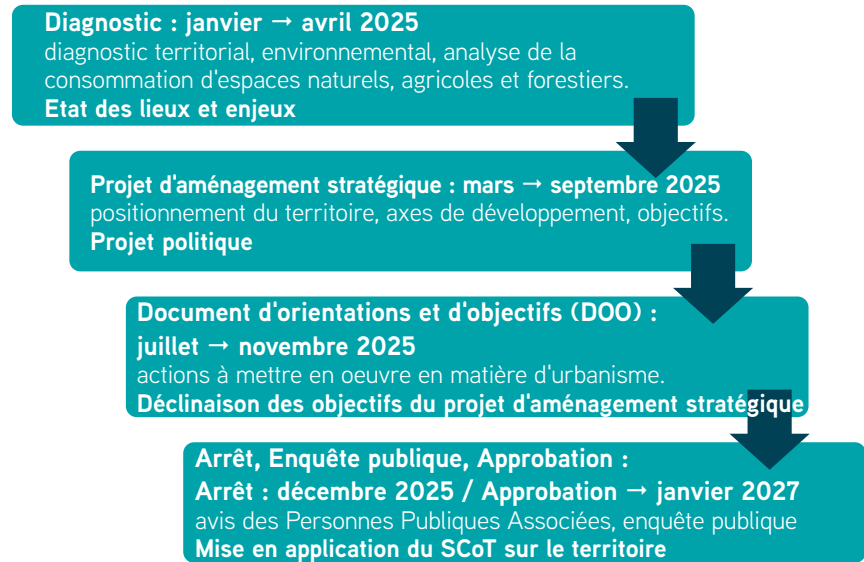 Diagnostic : janvier → avril 2025
diagnostic territorial, environnemental, analyse de la
consommation d'espaces naturels, agricoles et forestiers.
Etat des lieux et enjeux
Projet d'aménagement stratégique : mars → septembre 2025
positionnement du territoire, axes de développement, objectifs.
Projet politique
Document d'orientations et d'objectifs (DOO) :
juillet → novembre 2025
actions à mettre en oeuvre en matière d'urbanisme.
Déclinaison des objectifs du projet d'aménagement stratégique
Arrêt, Enquête publique, Approbation :
Arrêt : décembre 2025 / Approbation → janvier 2027
avis des Personnes Publiques Associées, enquête publique
Mise en application du SCoT sur le territoire